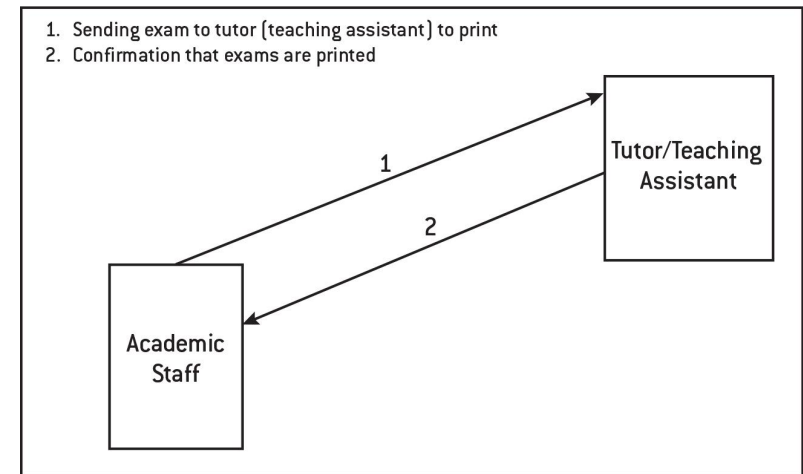 1. Sending exam to tutor (teaching assistant) to print
2. Confirmation that exams are printed
1
Tutor/Teaching
Assistant
2
Academic
Staff